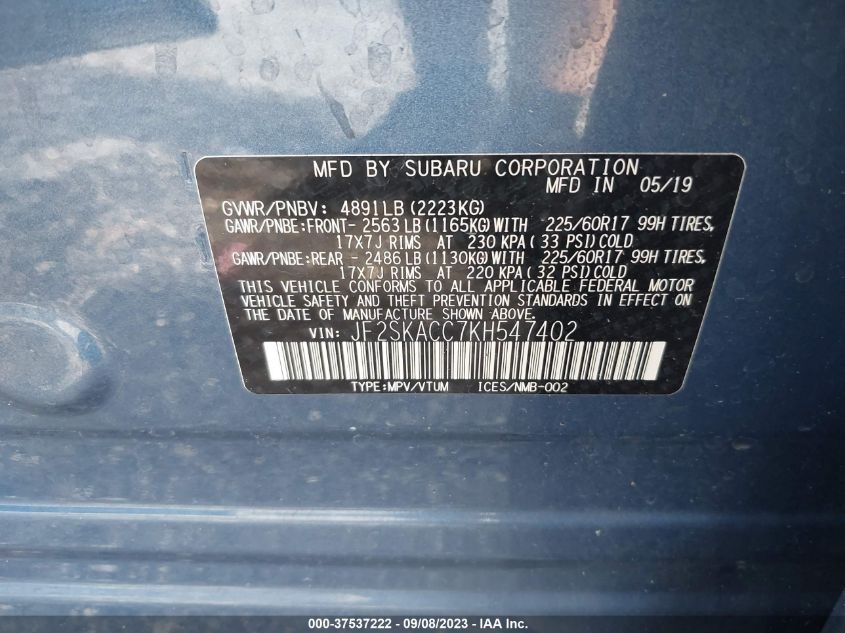 MFD BY SUBARU CORPORATION
MFD IN 05/19
GVWR/PNBV: 4891LB (2223KG)
GAWR/PNBE:FRONT- 2563 LB (1165KG) WITH 225/60R17 99H TIRES,
17X7J RIMS AT 230 KPA ( 33 PSI) COLD
GAWR/PNBE:REAR - 2486 LB (1130KG) WITH 225/60R17 99H TIRES,
17X7J RIMS AT 220 KPA ( 32 PSI) COLD
THIS VEHICLE CONFORMS TO ALL APPLICABLE FEDERAL MOTOR
VEHICLE SAFETY AND THEFT PREVENTION STANDARDS IN EFFECT ON
THE DATE OF MANUFACTURE SHOWN ABOVE.
VIN: JF2SKACC7KH547402
TYPE:MPV/VTUM ICES/NMB-002
000-37537222 - 09/08/2023 - IAA Inc.